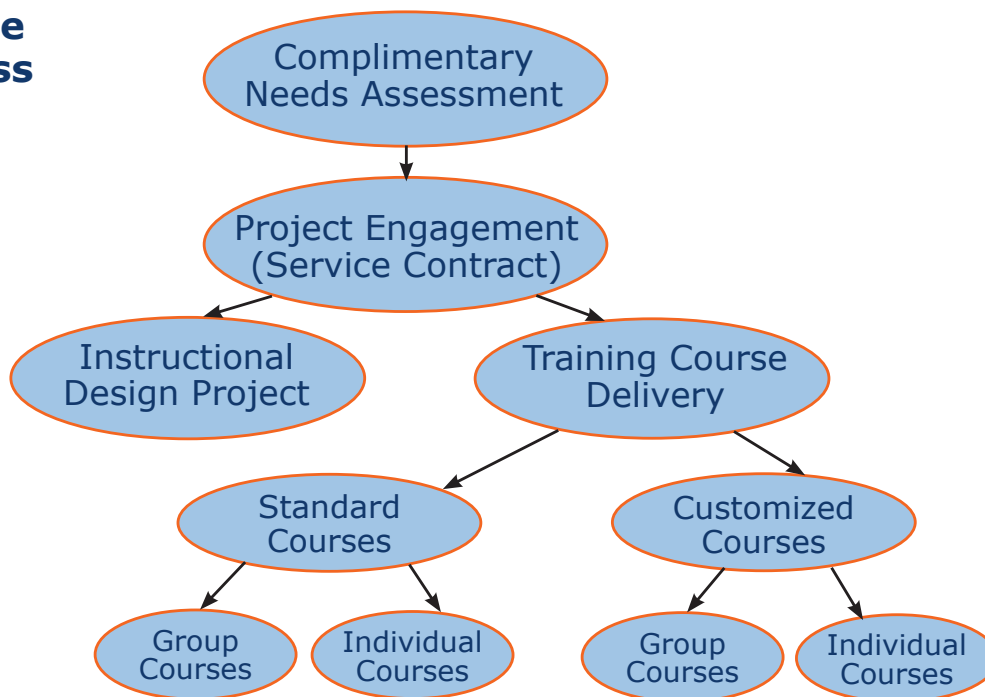 e
ss
Complimentary
Needs Assessment
Project Engagement
(Service Contract)
Instructional
Design Project
Training Course
Delivery
Standard
Courses
Customized
Courses
Group
Courses
Individual
Courses
Group
Courses
Individual
Courses